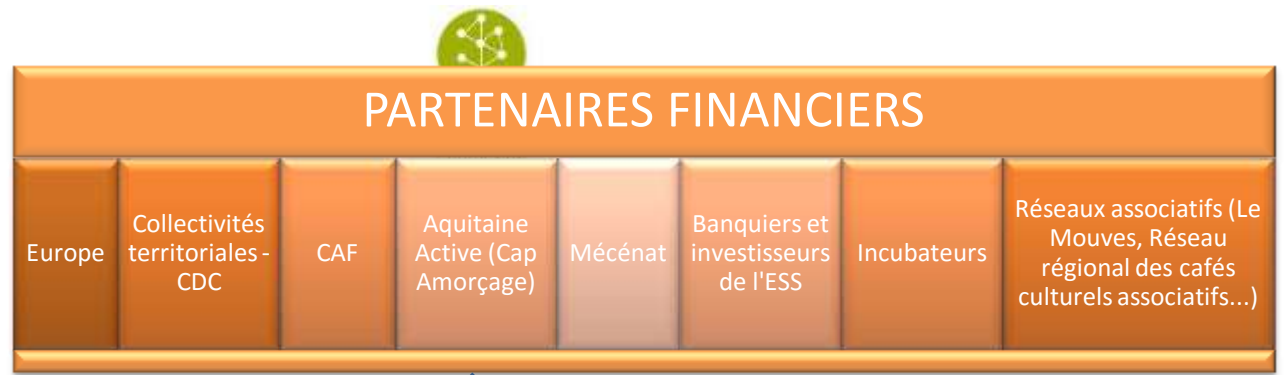 PARTENAIRES FINANCIERS
Europe
Collectivités
territoriales -
CDC
CAF
Aquitaine
Active (Cap
Amorçage)
Mécénat
Banquiers et
investisseurs
de l'ESS
Incubateurs
Réseaux associatifs (Le
Mouves, Réseau
régional des cafés
culturels associatifs...)